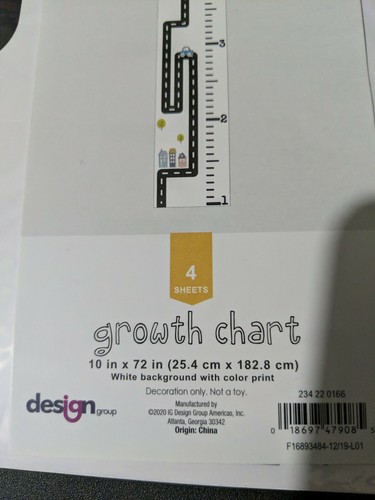 3
2
1
4
SHEETS
growth chart
10 in x 72 in (25.4 cm x 182.8 cm)
White background with color print
Decoration only. Not a toy.
design group
Manufactured by
©2020 IG Design Group Americas, Inc.
Atlanta, Georgia 30342
Origin: China
234 22 0166
0 18697 47908 5
F16893484-12/19-L01